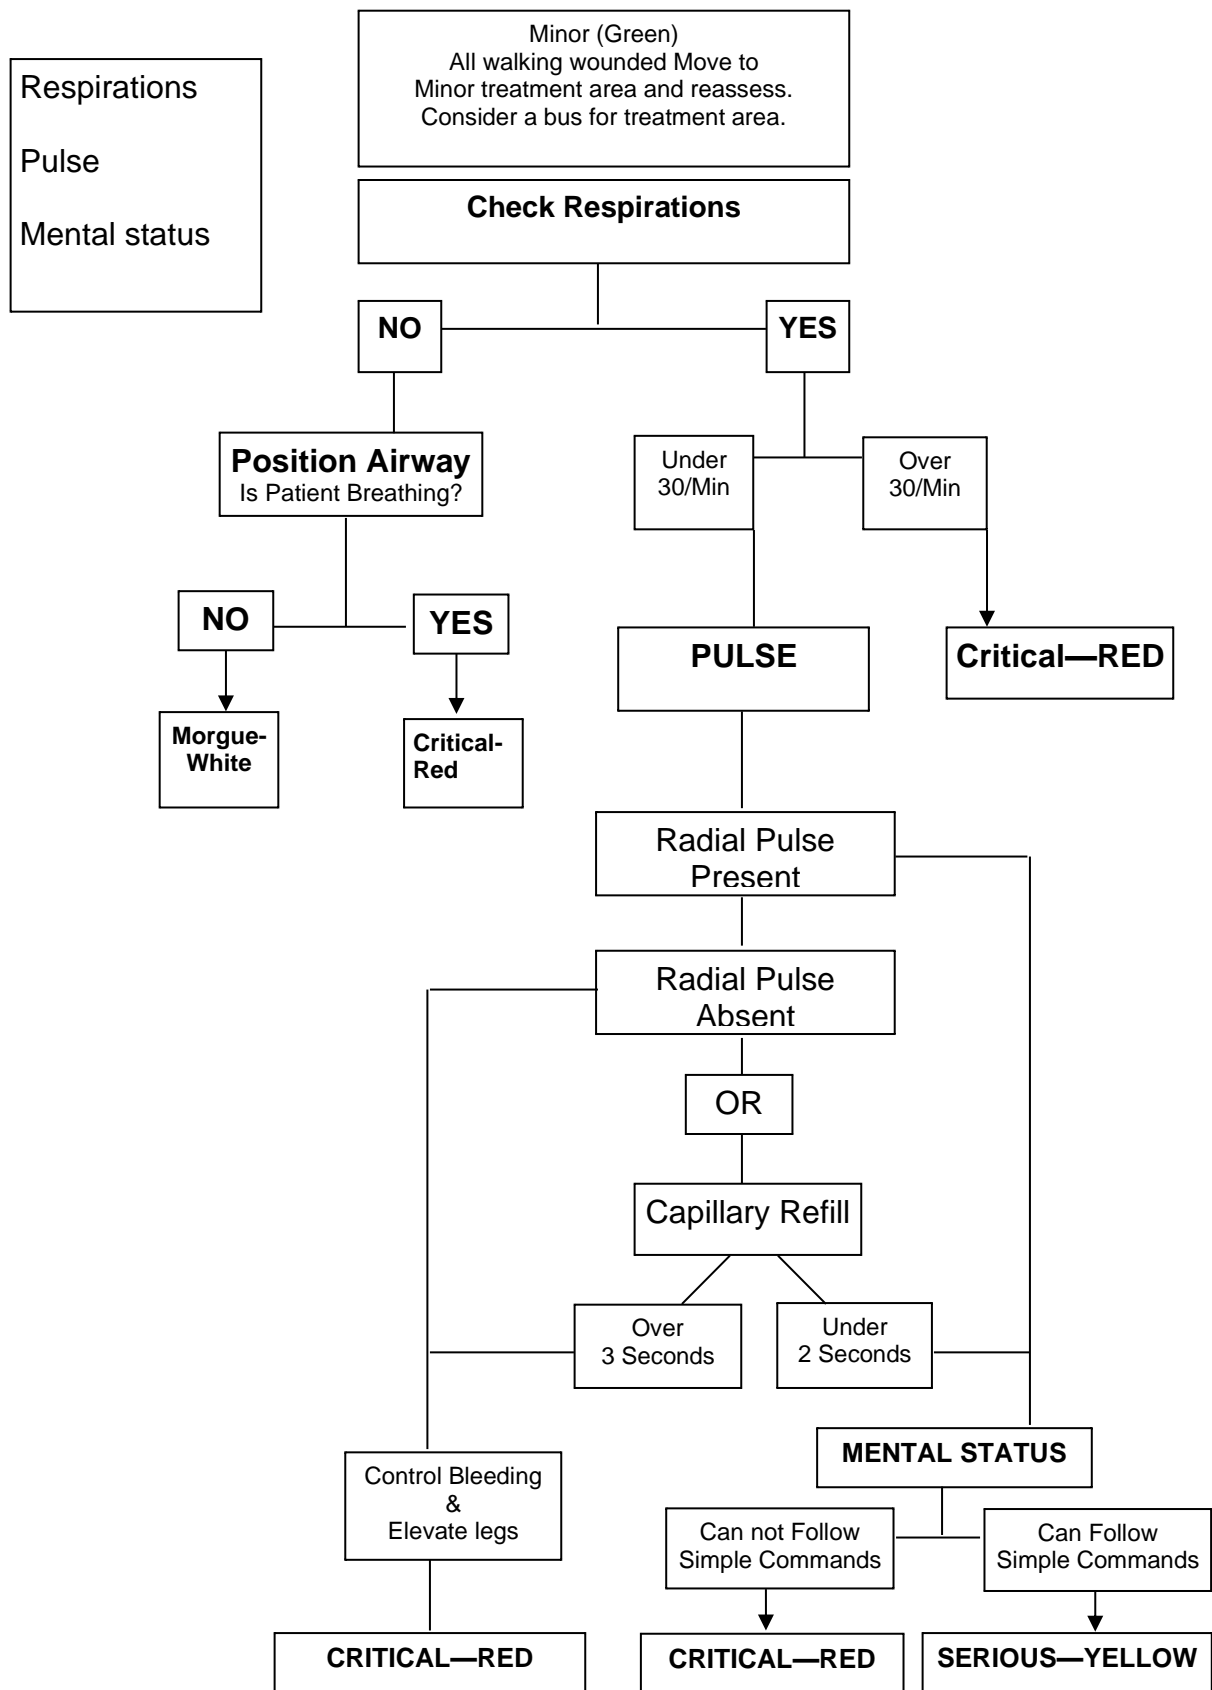 Respirations
Pulse
Mental status
Minor (Green)
All walking wounded Move to
Minor treatment area and reassess.
Consider a bus for treatment area.
Check Respirations
NO
YES
Position Airway
Is Patient Breathing?
Under
30/Min
Over
30/Min
NO
YES
PULSE
Critical—RED
Morgue-
White
Critical-
Red
Radial Pulse
Present
Radial Pulse
Absent
OR
Capillary Refill
Over
3 Seconds
Under
2 Seconds
MENTAL STATUS
Control Bleeding
&
Elevate legs
Can not Follow
Simple Commands
Can Follow
Simple Commands
CRITICAL—RED
CRITICAL—RED
SERIOUS—YELLOW